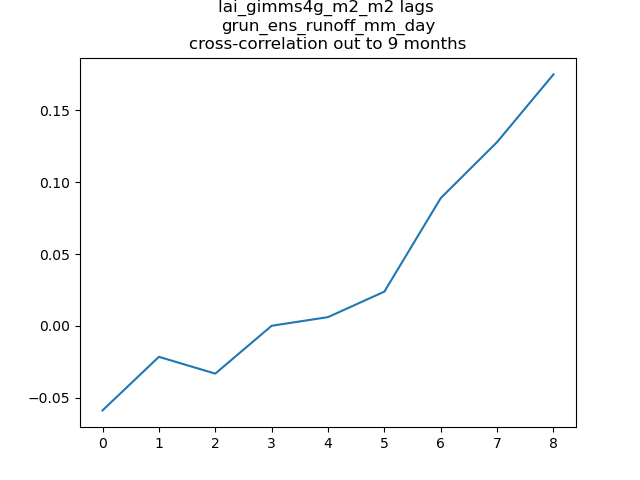 lai_gimms4g_m2_m2 lags
grun_ens_runoff_mm_day
cross-correlation out to 9 months
0.15
0.10
0.05
0.00
−0.05
0 1 2 3 4 5 6 7 8